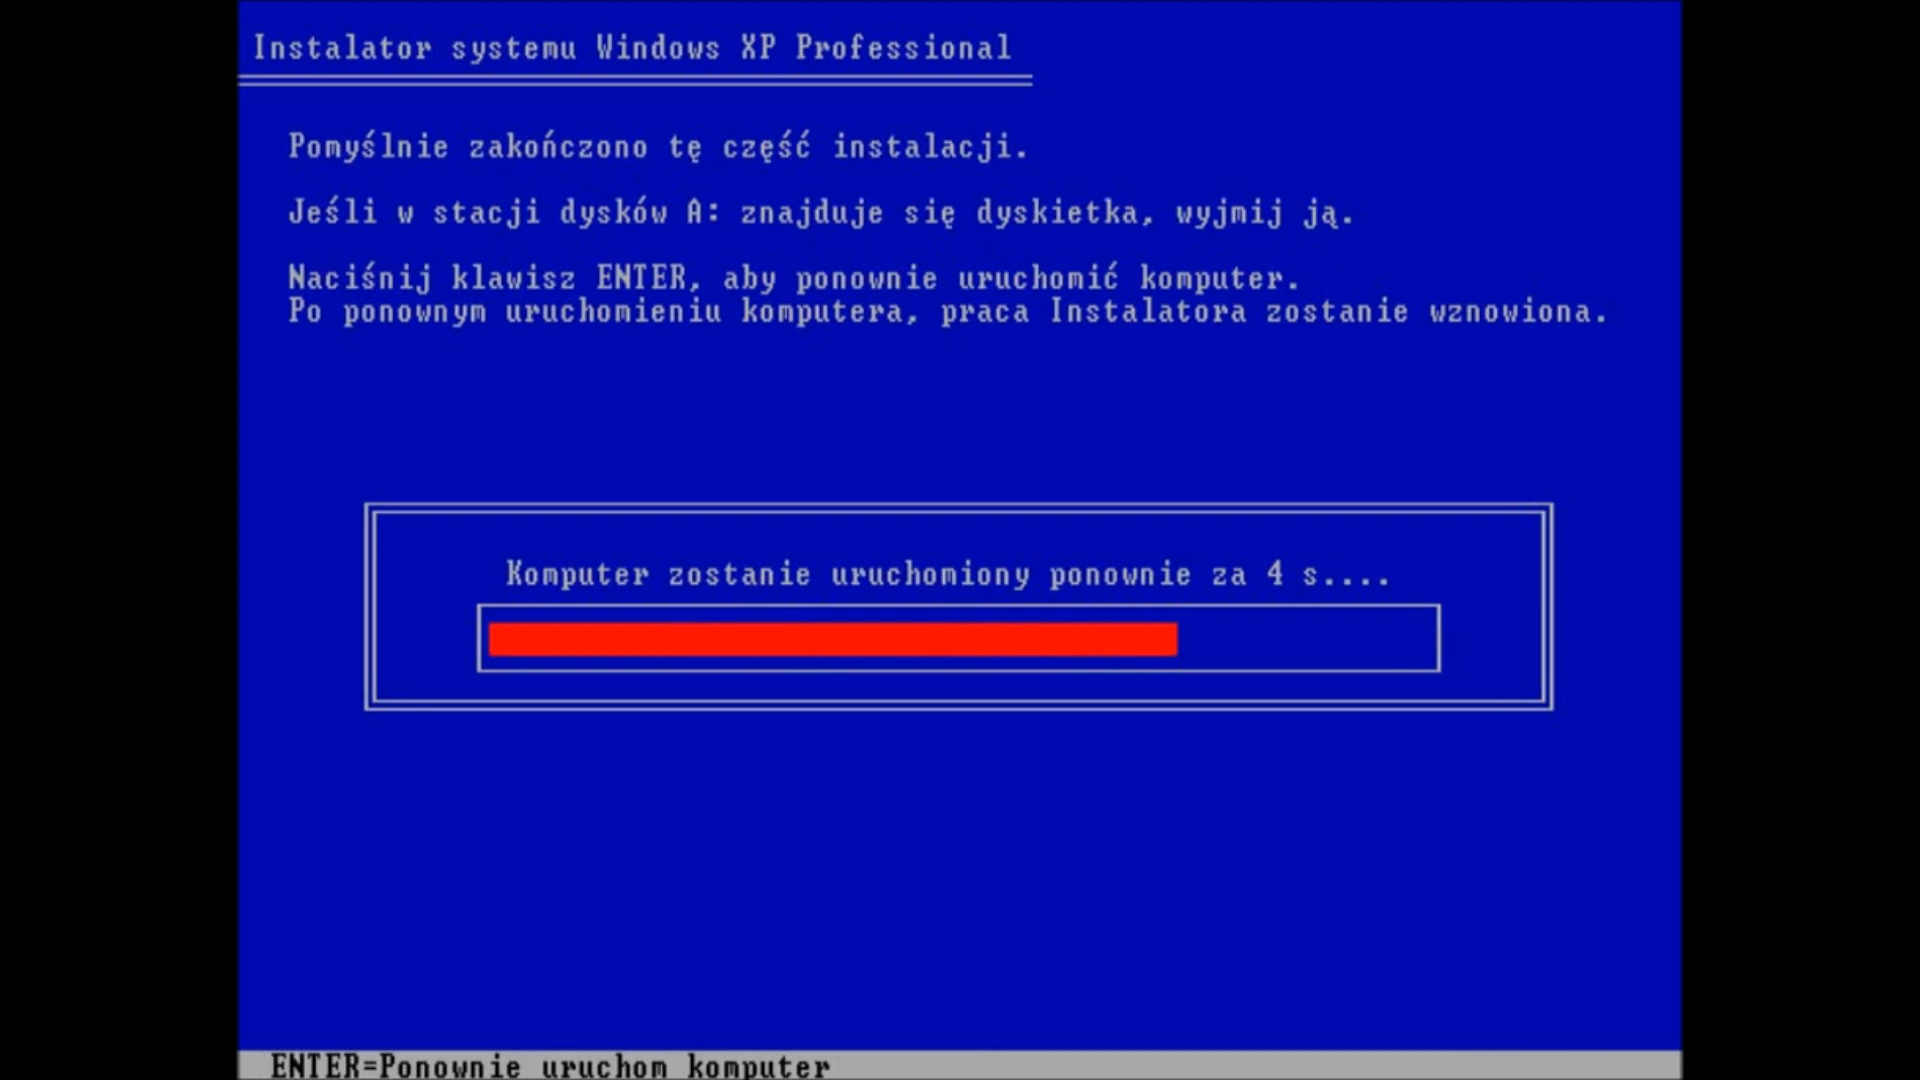 Instalator systemu Windows XP Professional
Pomyślnie zakończono tę część instalacji.
Jeśli w stacji dysków A: znajduje się dyskietka, wyjmij ją.
Naciśnij klawisz ENTER, aby ponownie uruchomić komputer.
Po ponownym uruchomieniu komputera, praca Instalatora zostanie wznowiona.
Komputer zostanie uruchomiony ponownie za 4 s....
ENTER=Ponownie uruchom komputer